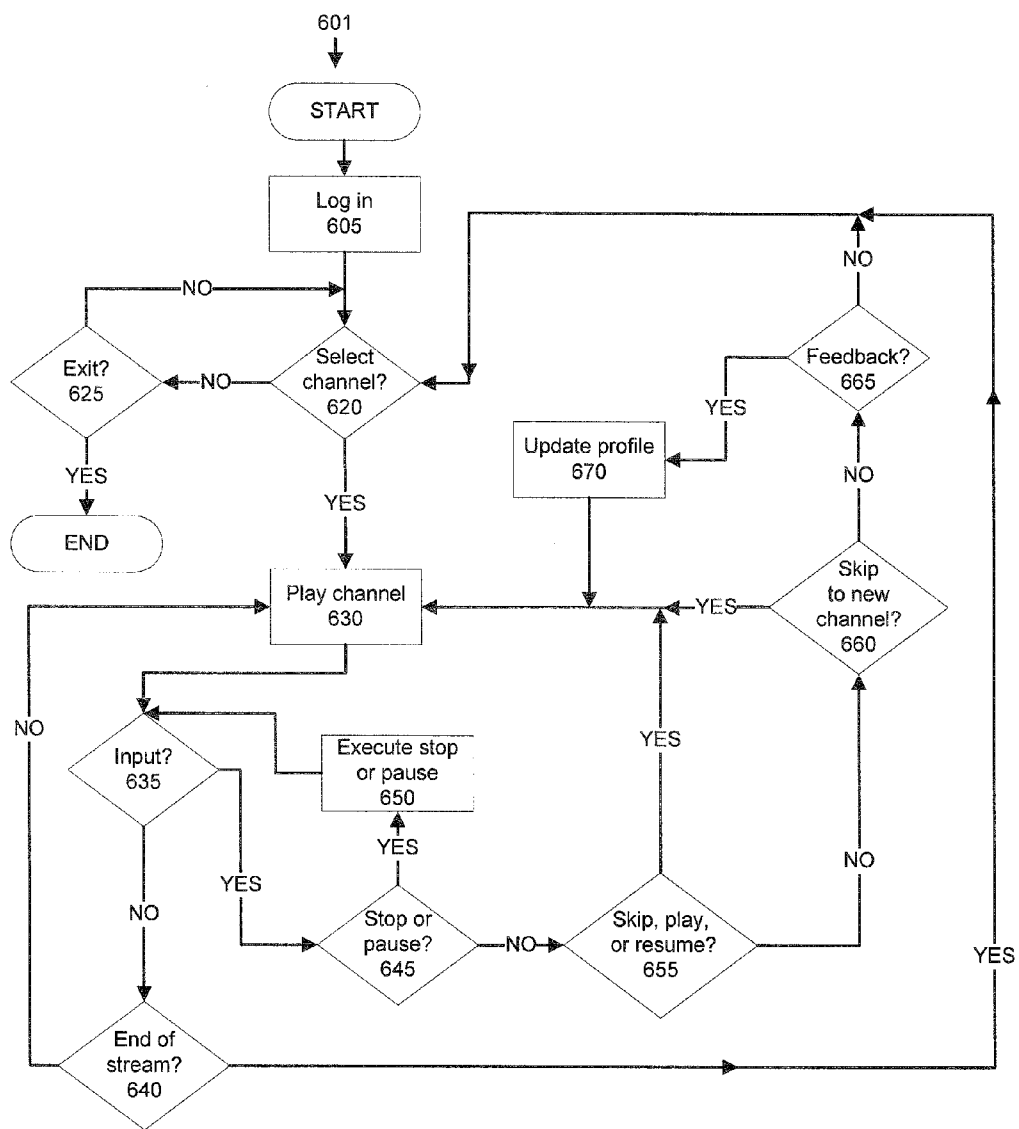 601
START
Log in
605
NO
NO
Exit?
625
NO
Select
channel?
620
Feedback?
665
YES
YES
YES
Update profile
670
NO
END
Play channel
630
YES
Skip
to new
channel?
660
NO
Input?
635
Execute stop
or pause
650
YES
YES
YES
NO
NO
Stop or
pause?
645
NO
Skip, play,
or resume?
655
YES
End of
stream?
640